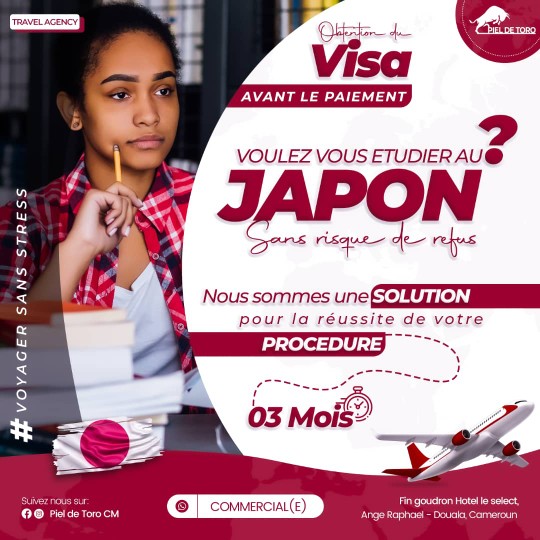 TRAVEL AGENCY
PIEL DE TORO
Obtention du
Visa
AVANT LE PAIEMENT
VOULEZ VOUS ETUDIER AU
JAPON?
Sans risque de refus
Nous sommes une SOLUTION
pour la réussite de votre
PROCEDURE
03 Mois
#VOYAGER SANS STRESS
Suivez nous sur:
Piel de Toro CM
COMMERCIAL(E)
Fin goudron Hotel le select,
Ange Raphael - Douala, Cameroun